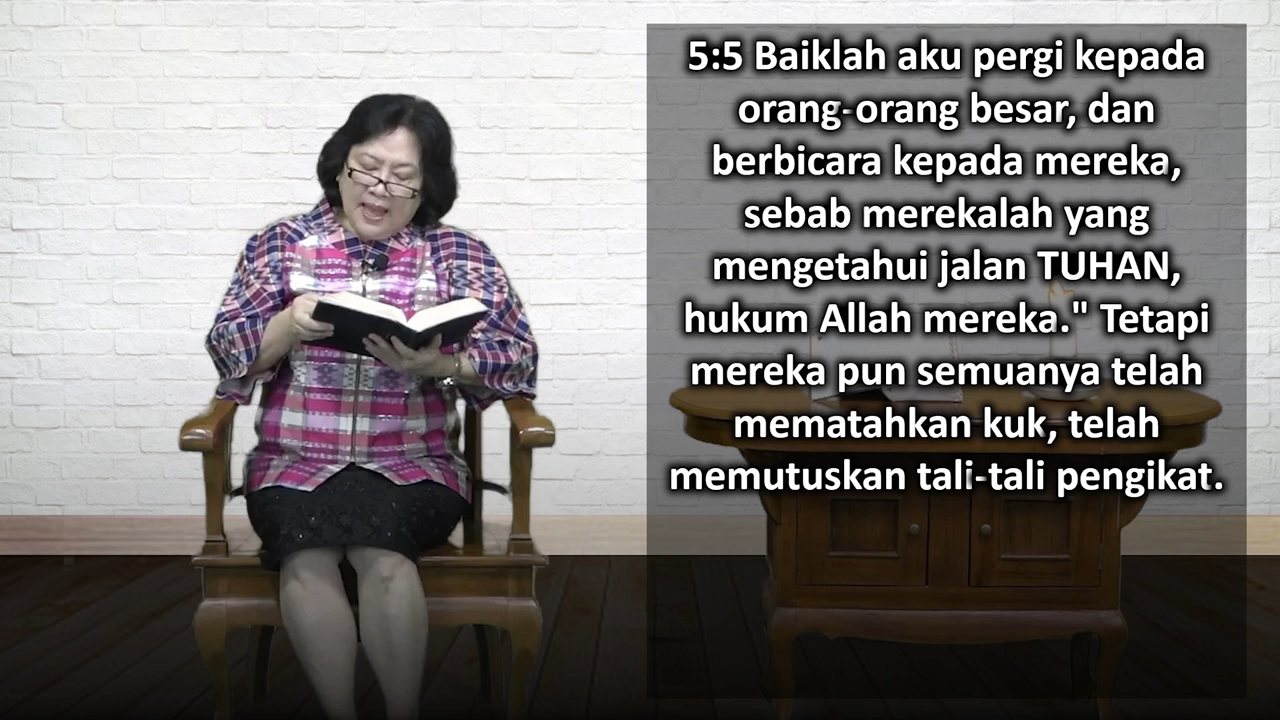 5:5 Baiklah aku pergi kepada
orang-orang besar, dan
berbicara kepada mereka,
sebab merekalah yang
mengetahui jalan TUHAN,
hukum Allah mereka." Tetapi
mereka pun semuanya telah
mematahkan kuk, telah
memutuskan tali-tali pengikat.